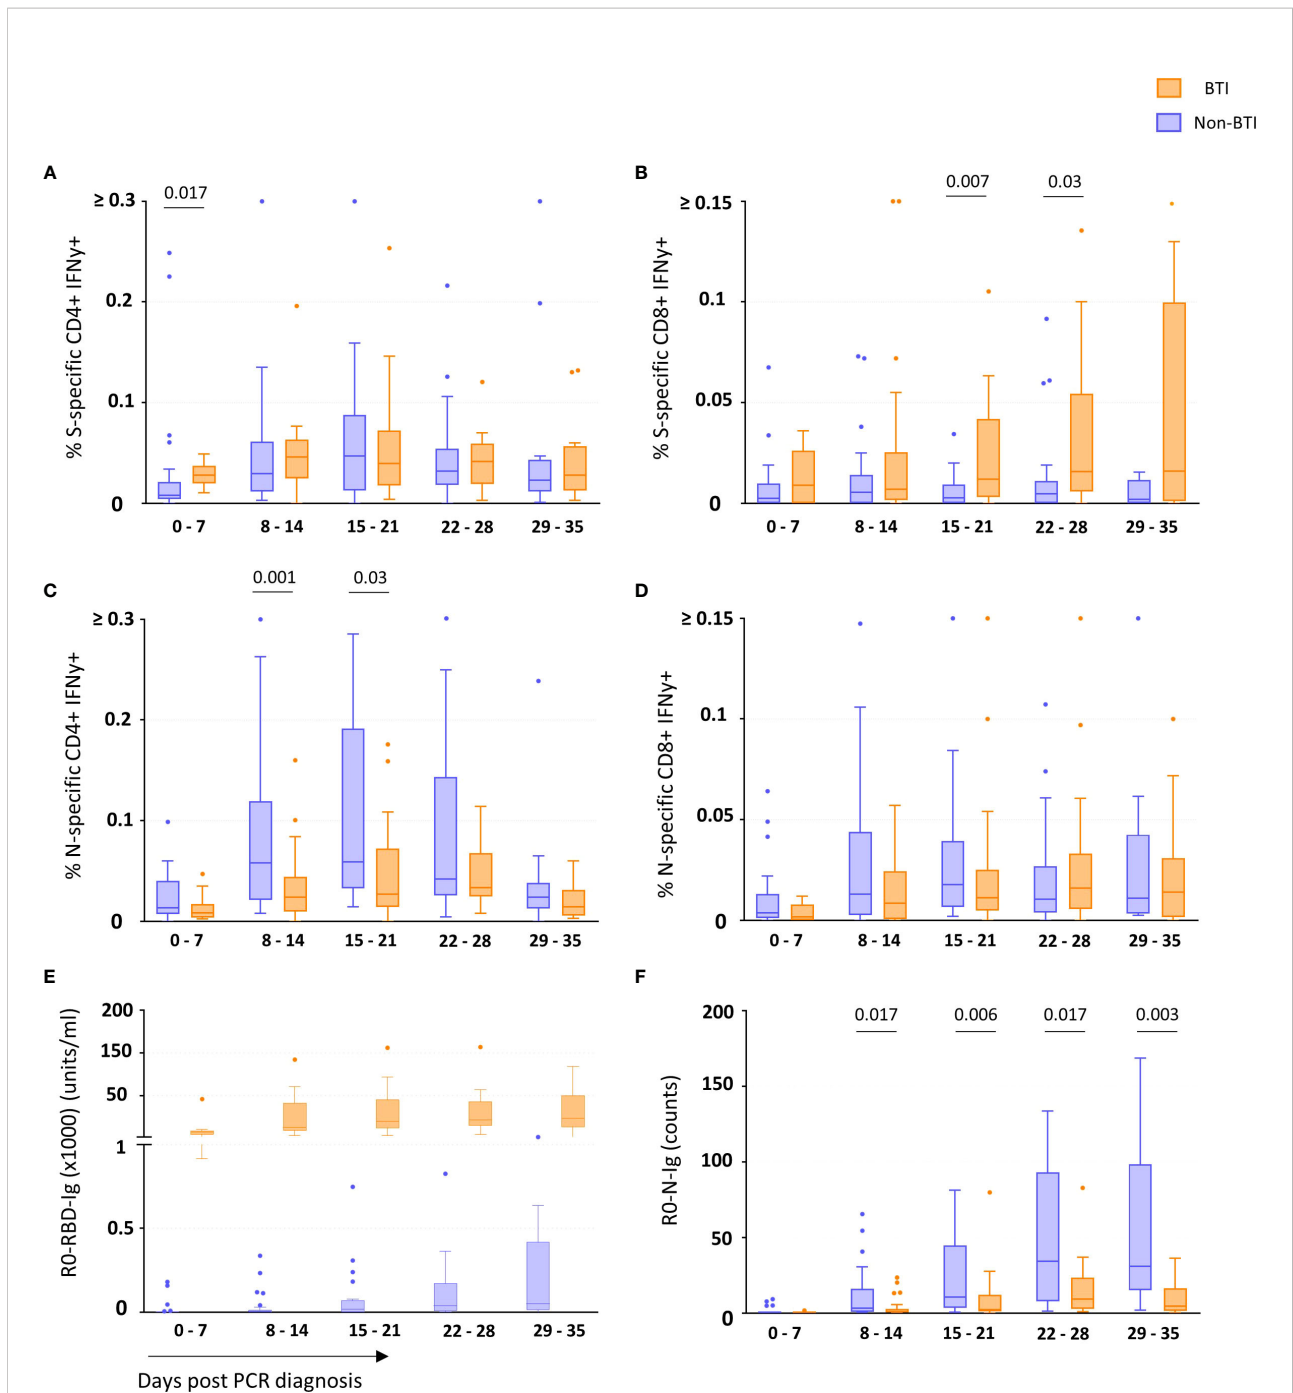 BTI
Non-BTI
A
0.017
≥ 0.3
0.2
0.1
0
% S-specific CD4+ IFNy+
0 - 7
8 - 14
15 - 21
22 - 28
29 - 35
B
0.007
0.03
≥ 0.15
0.1
0.05
0
% S-specific CD8+ IFNy+
0 - 7
8 - 14
15 - 21
22 - 28
29 - 35
C
0.001
0.03
≥ 0.3
0.2
0.1
0
% N-specific CD4+ IFNy+
0 - 7
8 - 14
15 - 21
22 - 28
29 - 35
D
≥ 0.15
0.1
0.05
0
% N-specific CD8+ IFNy+
0 - 7
8 - 14
15 - 21
22 - 28
29 - 35
E
200
150
50
1
0.5
0
R0-RBD-Ig (x1000) (units/ml)
0 - 7
8 - 14
15 - 21
22 - 28
29 - 35
Days post PCR diagnosis
F
0.017
0.006
0.017
0.003
200
150
100
50
0
R0-N-Ig (counts)
0 - 7
8 - 14
15 - 21
22 - 28
29 - 35